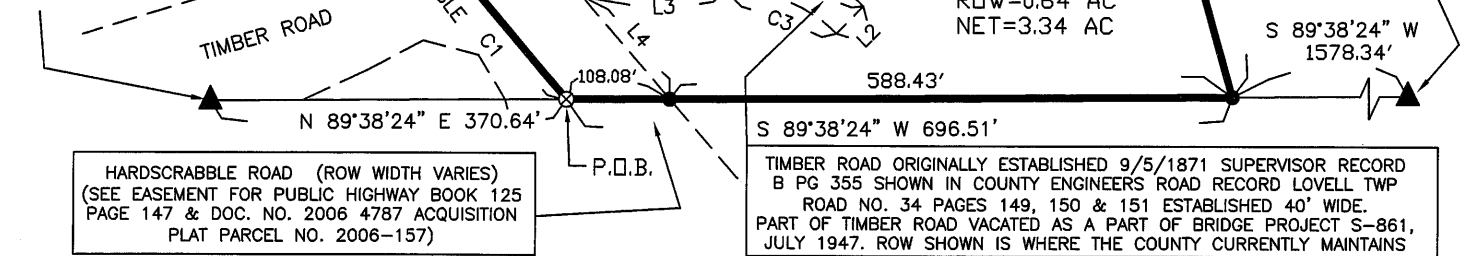 ROW=0.64 AC
NET=3.34 AC
TIMBER ROAD
C1
L3
L4
C3
L2
S 89°38'24" W
1578.34'
108.08'
588.43'
N 89°38'24" E 370.64'
S 89°38'24" W 696.51'
P.O.B.
HARDSCRABBLE ROAD (ROW WIDTH VARIES)
(SEE EASEMENT FOR PUBLIC HIGHWAY BOOK 125
PAGE 147 & DOC. NO. 2006 4787 ACQUISITION
PLAT PARCEL NO. 2006-157)
TIMBER ROAD ORIGINALLY ESTABLISHED 9/5/1871 SUPERVISOR RECORD
B PG 355 SHOWN IN COUNTY ENGINEERS ROAD RECORD LOVELL TWP
ROAD NO. 34 PAGES 149, 150 & 151 ESTABLISHED 40' WIDE.
PART OF TIMBER ROAD VACATED AS A PART OF BRIDGE PROJECT S-861,
JULY 1947. ROW SHOWN IS WHERE THE COUNTY CURRENTLY MAINTAINS